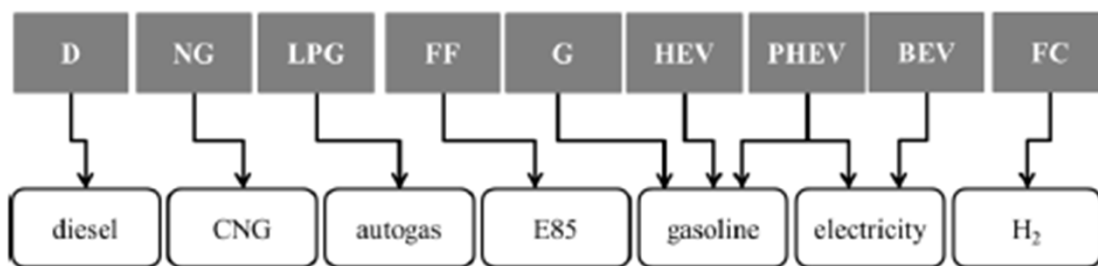 D NG LPG FF G HEV PHEV BEV FC
diesel CNG autogas E85 gasoline electricity H₂